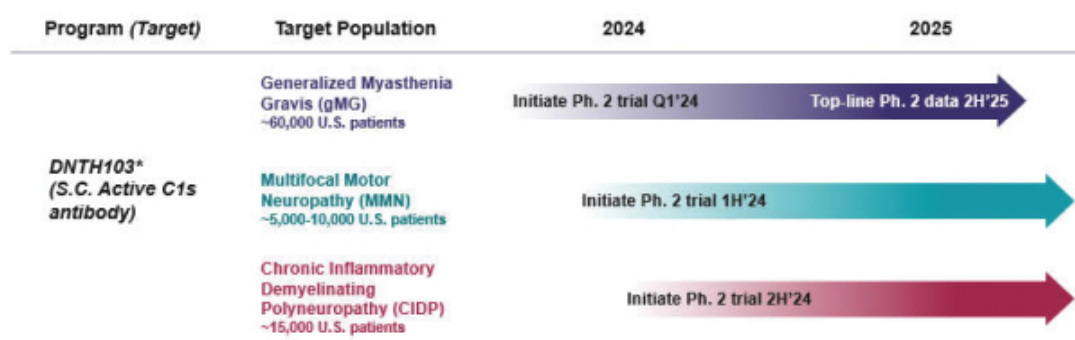 Program (Target) Target Population 2024 2025
Generalized Myasthenia
Gravis (gMG)
~60,000 U.S. patients
Initiate Ph. 2 trial Q1'24
Top-line Ph. 2 data 2H'25
DNTH103*
(S.C. Active C1s
antibody)
Multifocal Motor
Neuropathy (MMN)
~5,000-10,000 U.S. patients
Initiate Ph. 2 trial 1H'24
Chronic Inflammatory
Demyelinating
Polyneuropathy (CIDP)
~15,000 U.S. patients
Initiate Ph. 2 trial 2H'24